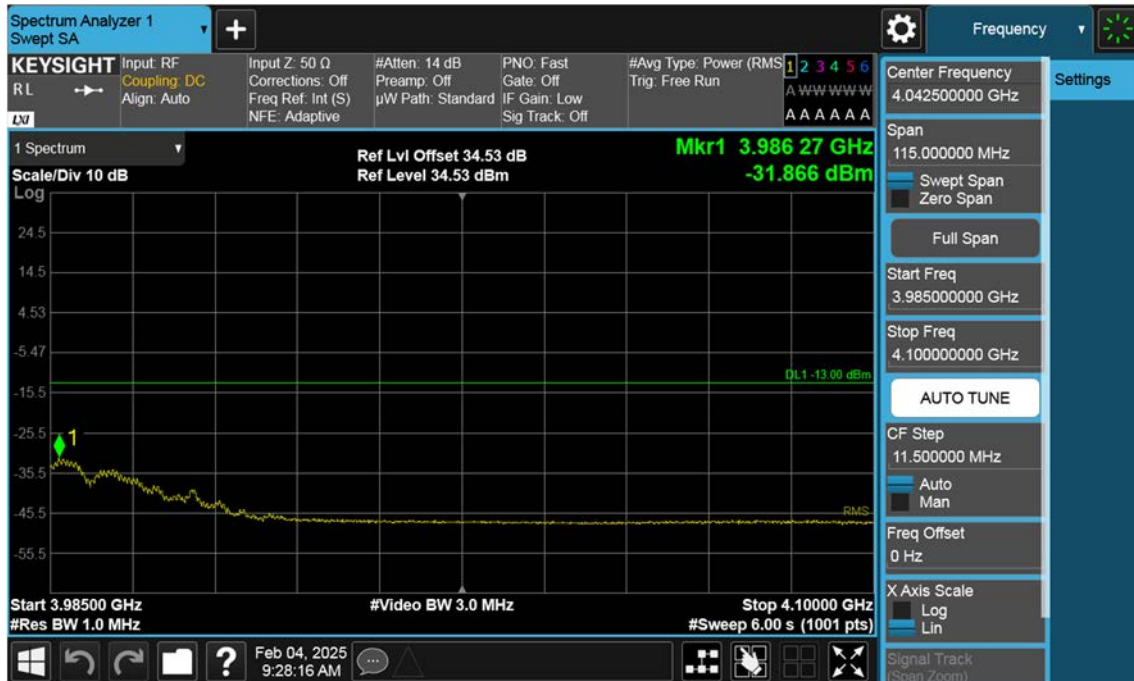 Spectrum Analyzer 1
Swept SA
+
Frequency
KEYSIGHT
RL
LXI
Input: RF
Coupling: DC
Align: Auto
Input Z: 50 Ω
Corrections: Off
Freq Ref: Int (S)
NFE: Adaptive
#Atten: 14 dB
Preamp: Off
µW Path: Standard
PNO: Fast
Gate: Off
IF Gain: Low
Sig Track: Off
#Avg Type: Power (RMS
Trig: Free Run
1 2 3 4 5 6
A W W W W W
A A A A A A
1 Spectrum
Scale/Div 10 dB
Ref Lvl Offset 34.53 dB
Ref Level 34.53 dBm
Mkr1 3.986 27 GHz
-31.866 dBm
Log
24.5
14.5
4.53
-5.47
DL1 -13.00 dBm
-15.5
-25.5
1
-35.5
-45.5
RMS
-55.5
Start 3.98500 GHz
#Res BW 1.0 MHz
#Video BW 3.0 MHz
Stop 4.10000 GHz
#Sweep 6.00 s (1001 pts)
?
Feb 04, 2025
9:28:16 AM
Center Frequency
4.042500000 GHz
Settings
Span
115.000000 MHz
Swept Span
Zero Span
Full Span
Start Freq
3.985000000 GHz
Stop Freq
4.100000000 GHz
AUTO TUNE
CF Step
11.500000 MHz
Auto
Man
Freq Offset
0 Hz
X Axis Scale
Log
Lin
Signal Track
(Span Zoom)